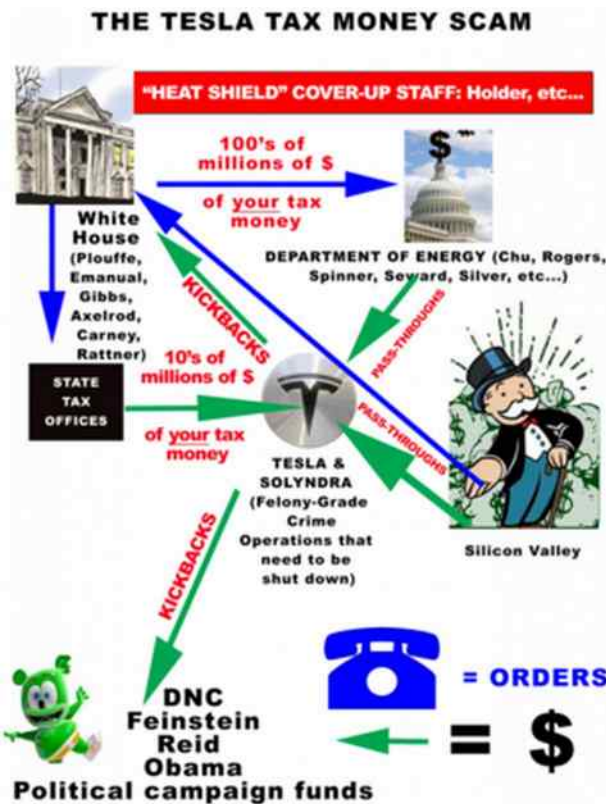 THE TESLA TAX MONEY SCAM
“HEAT SHIELD” COVER-UP STAFF: Holder, etc...
100’s of
millions of $
of your tax
money
$
White
House
(Plouffe,
Emanual,
Gibbs,
Axelrod,
Carney,
Rattner)
DEPARTMENT OF ENERGY (Chu, Rogers,
Spinner, Seward, Silver, etc...)
KICKBACKS
PASS-THROUGHS
STATE
TAX
OFFICES
10’s of
millions of $
of your tax
money
PASS-THROUGHS
TESLA &
SOLYNDRA
(Felony-Grade
Crime
Operations that
need to be
shut down)
Silicon Valley
KICKBACKS
= ORDERS
DNC
Feinstein
Reid
Obama
Political campaign funds
= $